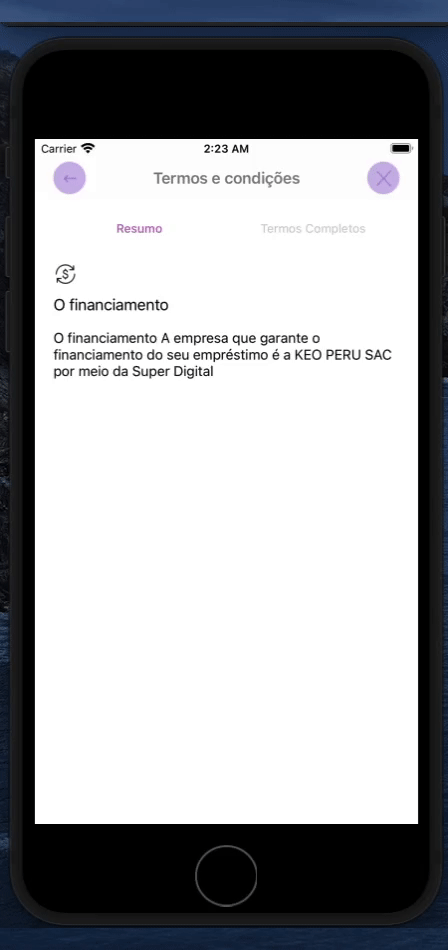 Carrier 2:23 AM
Termos e condições
Resumo Termos Completos
O financiamento
O financiamento A empresa que garante o
financiamento do seu empréstimo é a KEO PERU SAC
por meio da Super Digital